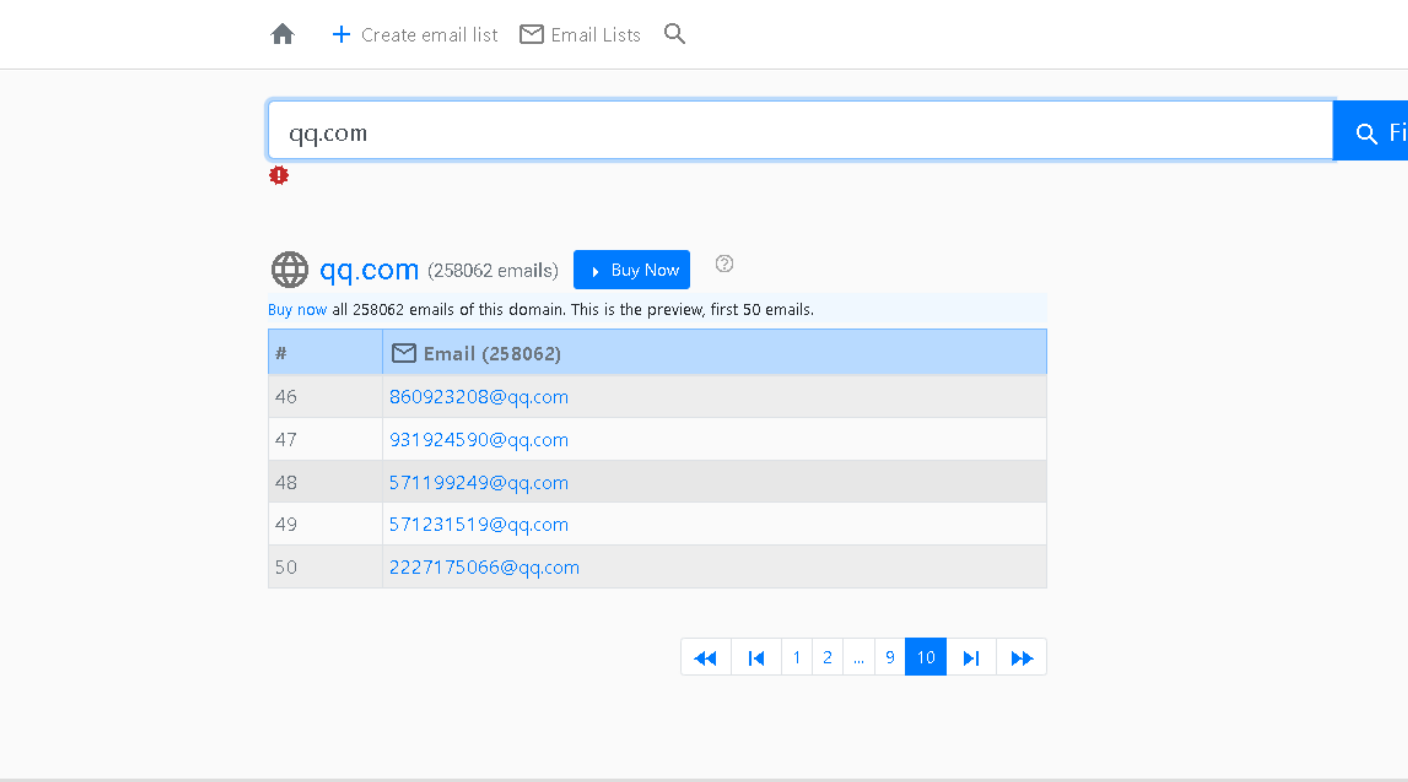 Create email list Email Lists
qq.com Fi
qq.com (258062 emails) Buy Now
Buy now all 258062 emails of this domain. This is the preview, first 50 emails.
# Email (258062)
46 860923208@qq.com
47 931924590@qq.com
48 571199249@qq.com
49 571231519@qq.com
50 2227175066@qq.com
1 2 ... 9 10